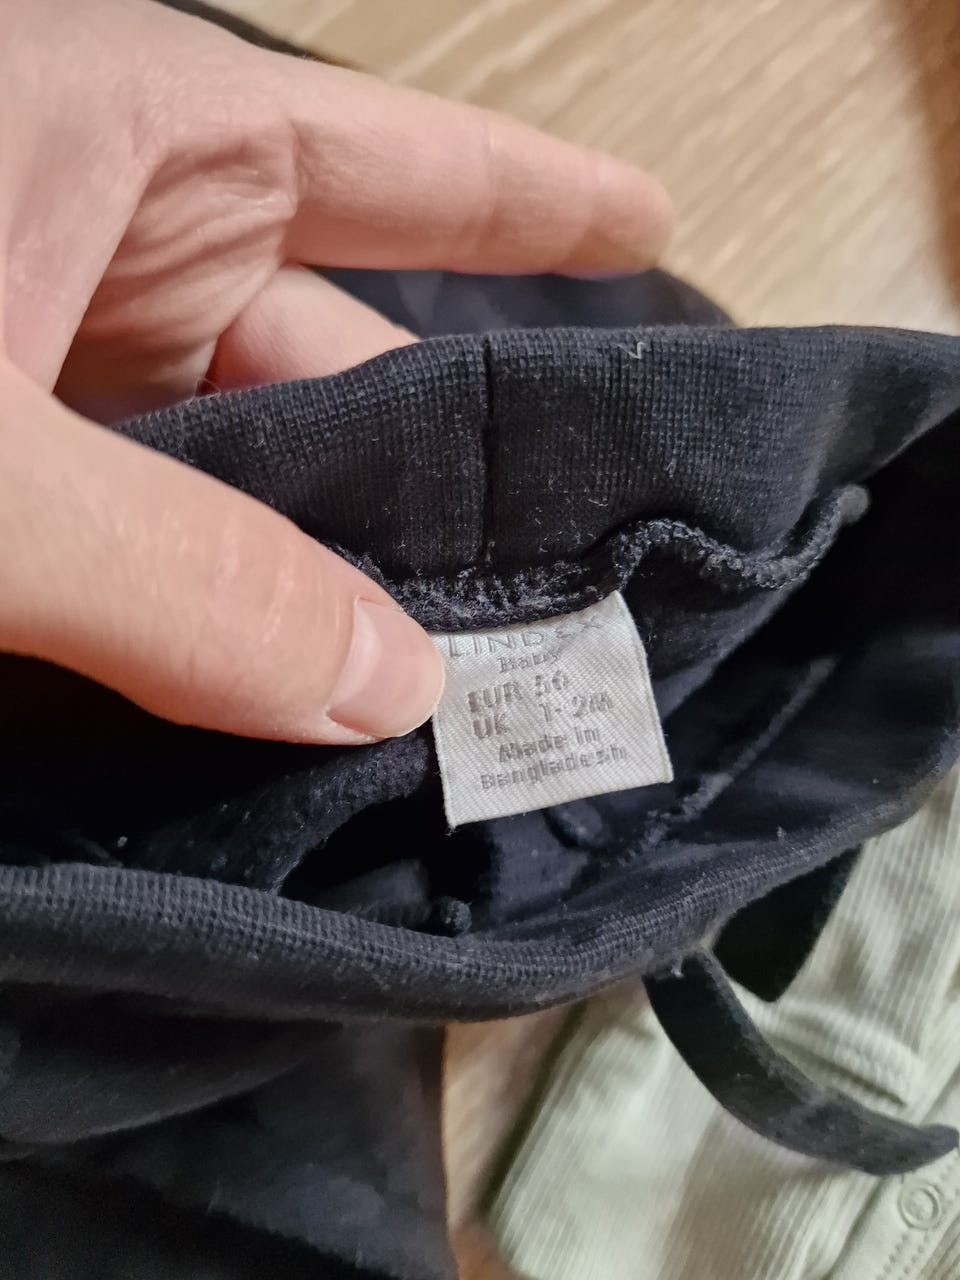 LINDEX
Baby
EUR 56
UK 1-2M
Made in
Bangladesh